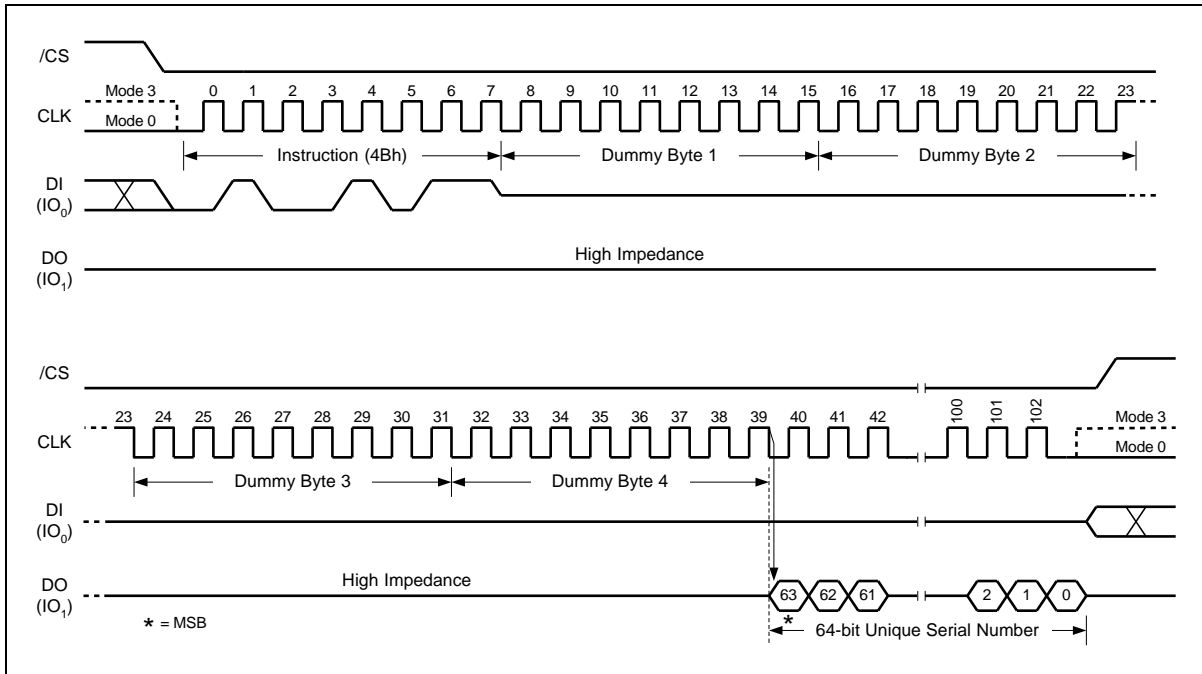 /CS
Mode 3 0 1 2 3 4 5 6 7 8 9 10 11 12 13 14 15 16 17 18 19 20 21 22 23
CLK
Mode 0
Instruction (4Bh) Dummy Byte 1 Dummy Byte 2
DI
(IO0)
High Impedance
DO
(IO1)
/CS
23 24 25 26 27 28 29 30 31 32 33 34 35 36 37 38 39 40 41 42 100 101 102 Mode 3
CLK
Mode 0
Dummy Byte 3 Dummy Byte 4
DI
(IO0)
High Impedance
DO
(IO1)
63 62 61 2 1 0
* = MSB
*
64-bit Unique Serial Number